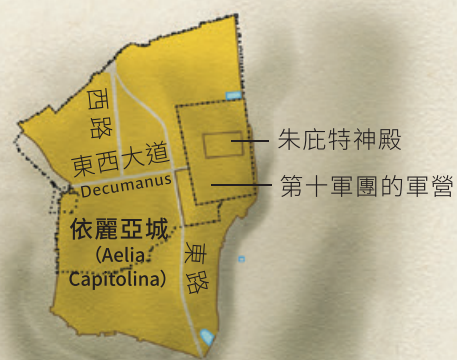 西路
朱庇特神殿
東西大道
Decumanus
第十軍團的軍營
依麗亞城
(Aelia
Capitolina)
東路